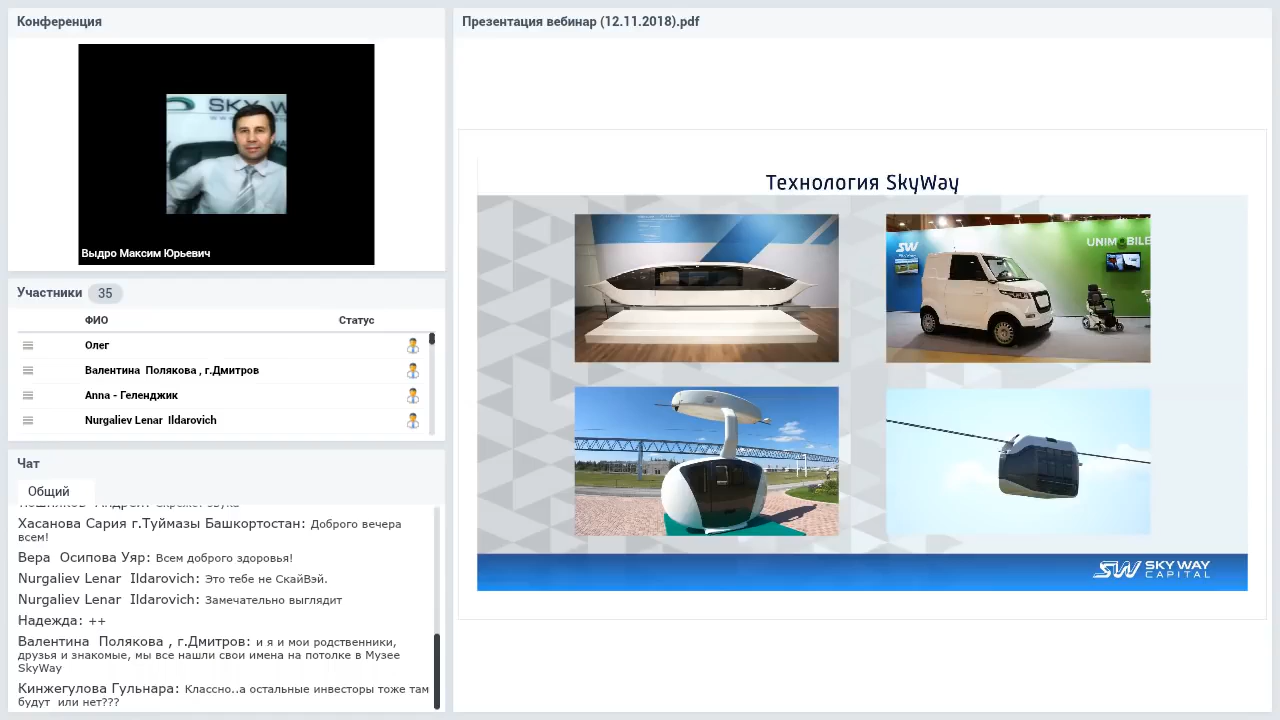 Конференция
SKY W
Выдро Максим Юрьевич
Участники 35
ФИО Статус
Олег
Валентина Полякова , г.Дмитров
Anna - Геленджик
Nurgaliev Lenar Ildarovich
Чат
Общий
Хасанова Сария г.Туймазы Башкортостан: Доброго вечера
всем!
Вера Осипова Уяр: Всем доброго здоровья!
Nurgaliev Lenar Ildarovich: Это тебе не СкайВэй.
Nurgaliev Lenar Ildarovich: Замечательно выглядит
Надежда: ++
Валентина Полякова , г.Дмитров: и я и мои родственники,
друзья и знакомые, мы все нашли свои имена на потолке в Музее
SkyWay
Кинжегулова Гульнара: Классно..а остальные инвесторы тоже там
будут или нет???
Презентация вебинар (12.11.2018).pdf
Технология SkyWay
SW
UNIMOBILE
SW SKY WAY
CAPITAL